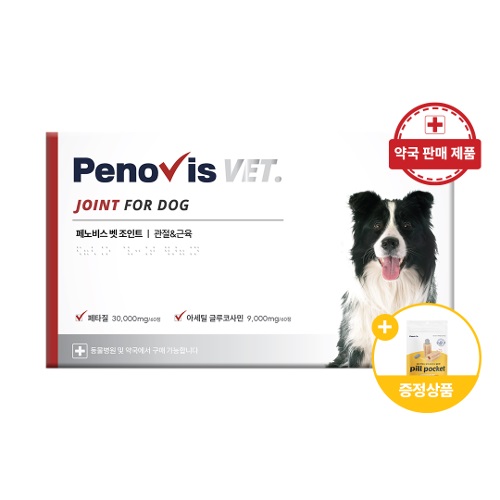 Penovis VET.
JOINT FOR DOG
페노비스 벳 조인트 | 관절&근육
페타질 30,000mg/60정 아세틸 글루코사민 9,000mg/60정
동물병원 및 약국에서 구매 가능합니다
약국 판매 제품
Penovis
pill pocket
증정상품